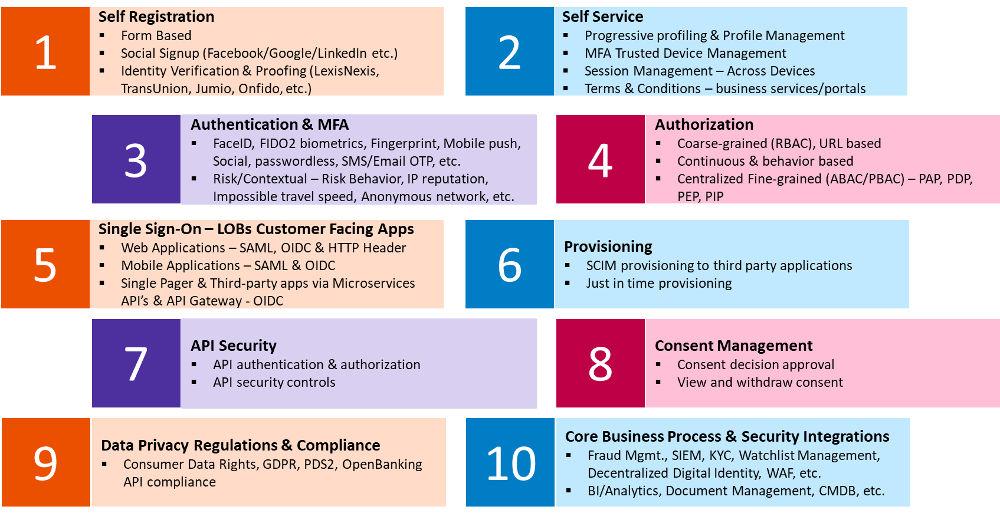 1
Self Registration
▪ Form Based
▪ Social Signup (Facebook/Google/LinkedIn etc.)
▪ Identity Verification & Proofing (LexisNexis,
TransUnion, Jumio, Onfido, etc.)
2
Self Service
▪ Progressive profiling & Profile Management
▪ MFA Trusted Device Management
▪ Session Management – Across Devices
▪ Terms & Conditions – business services/portals
3
Authentication & MFA
▪ FaceID, FIDO2 biometrics, Fingerprint, Mobile push,
Social, passwordless, SMS/Email OTP, etc.
▪ Risk/Contextual – Risk Behavior, IP reputation,
Impossible travel speed, Anonymous network, etc.
4
Authorization
▪ Coarse-grained (RBAC), URL based
▪ Continuous & behavior based
▪ Centralized Fine-grained (ABAC/PBAC) – PAP, PDP,
PEP, PIP
5
Single Sign-On – LOBs Customer Facing Apps
▪ Web Applications – SAML, OIDC & HTTP Header
▪ Mobile Applications – SAML & OIDC
▪ Single Pager & Third-party apps via Microservices
API’s & API Gateway - OIDC
6
Provisioning
▪ SCIM provisioning to third party applications
▪ Just in time provisioning
7
API Security
▪ API authentication & authorization
▪ API security controls
8
Consent Management
▪ Consent decision approval
▪ View and withdraw consent
9
Data Privacy Regulations & Compliance
▪ Consumer Data Rights, GDPR, PDS2, OpenBanking
API compliance
10
Core Business Process & Security Integrations
▪ Fraud Mgmt., SIEM, KYC, Watchlist Management,
Decentralized Digital Identity, WAF, etc.
▪ BI/Analytics, Document Management, CMDB, etc.